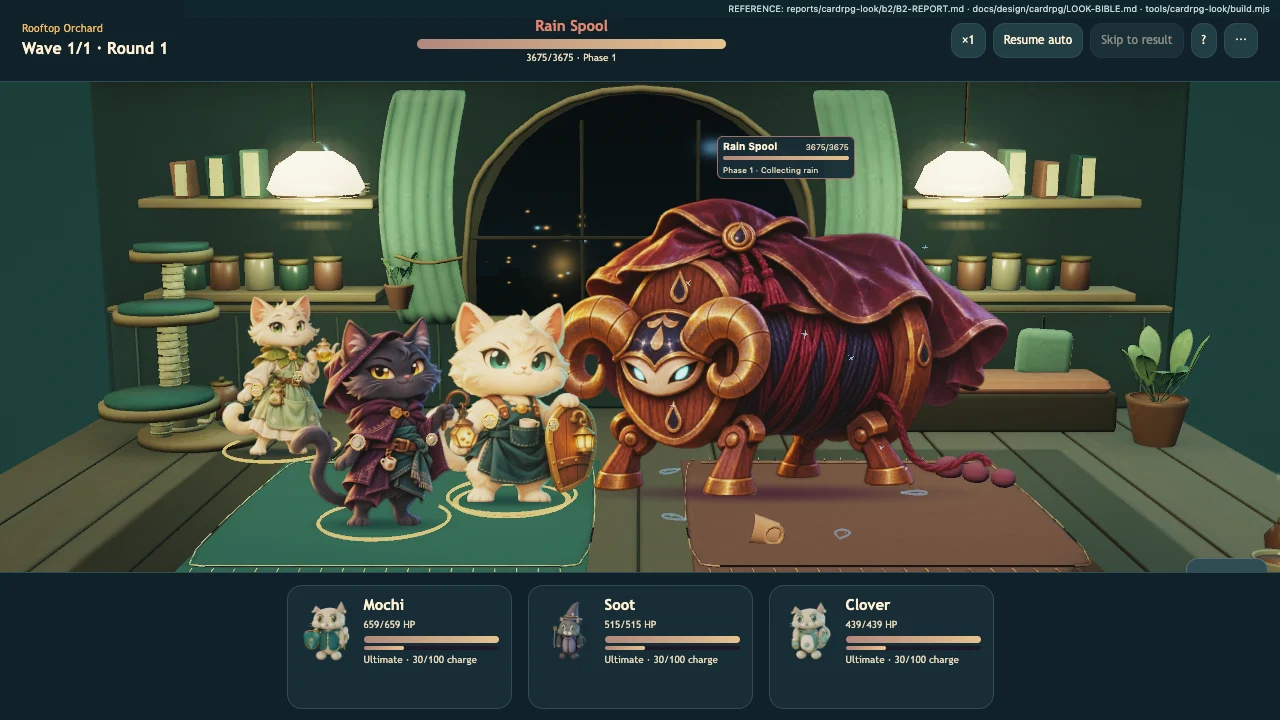 REFERENCE: reports/cardrpg-look/b2/B2-REPORT.md · docs/design/cardrpg/LOOK-BIBLE.md · tools/cardrpg-look/build.mjs
Rooftop Orchard
Wave 1/1 · Round 1
Rain Spool
3675/3675 · Phase 1
×1
Resume auto
Skip to result
?
···
Rain Spool 3675/3675
Phase 1 · Collecting rain
Mochi
659/659 HP
Ultimate · 30/100 charge
Soot
515/515 HP
Ultimate · 30/100 charge
Clover
439/439 HP
Ultimate · 30/100 charge